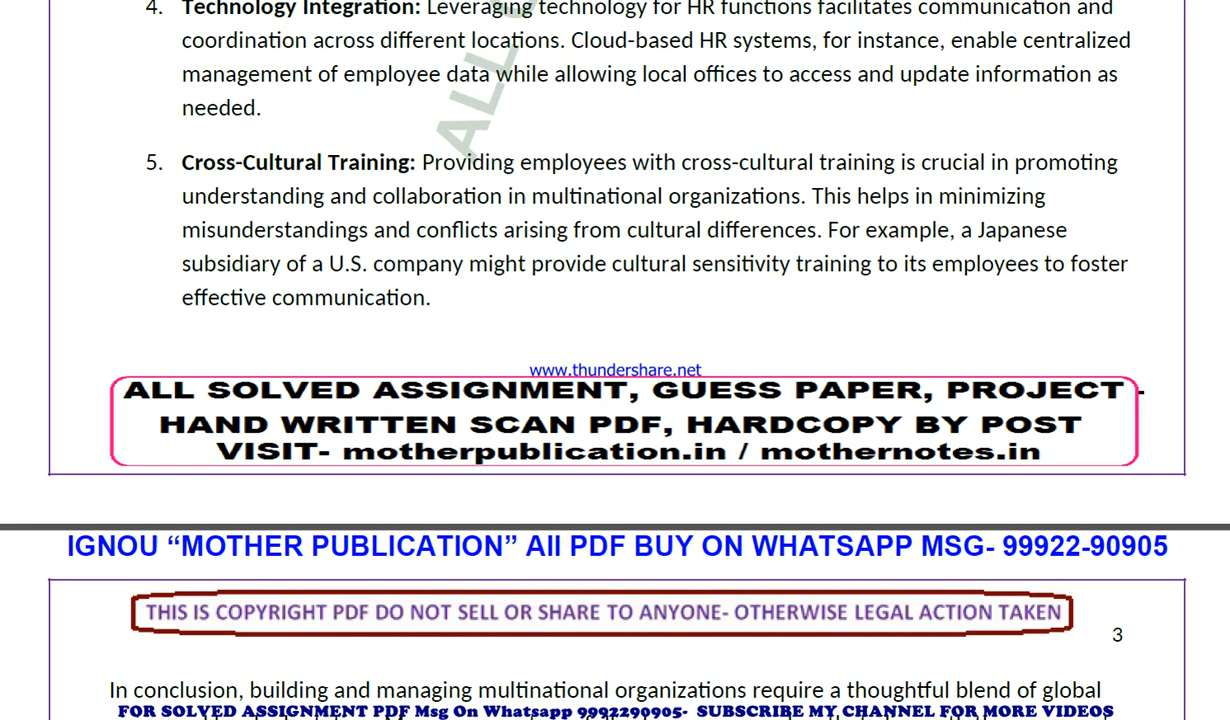 4. Technology Integration: Leveraging technology for HR functions facilitates communication and
coordination across different locations. Cloud-based HR systems, for instance, enable centralized
management of employee data while allowing local offices to access and update information as
needed.
5. Cross-Cultural Training: Providing employees with cross-cultural training is crucial in promoting
understanding and collaboration in multinational organizations. This helps in minimizing
misunderstandings and conflicts arising from cultural differences. For example, a Japanese
subsidiary of a U.S. company might provide cultural sensitivity training to its employees to foster
effective communication.
ALL
www.thundershare.net
ALL SOLVED ASSIGNMENT, GUESS PAPER, PROJECT -
HAND WRITTEN SCAN PDF, HARDCOPY BY POST
VISIT- motherpublication.in / mothernotes.in
IGNOU “MOTHER PUBLICATION” All PDF BUY ON WHATSAPP MSG- 99922-90905
THIS IS COPYRIGHT PDF DO NOT SELL OR SHARE TO ANYONE- OTHERWISE LEGAL ACTION TAKEN
3
In conclusion, building and managing multinational organizations require a thoughtful blend of global
FOR SOLVED ASSIGNMENT PDF Msg On Whatsapp 9992290905- SUBSCRIBE MY CHANNEL FOR MORE VIDEOS